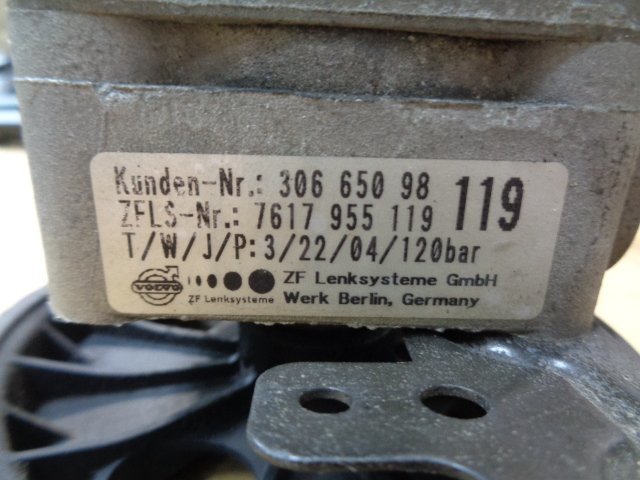 Kunden-Nr.: 306 650 98 119
ZFLS-Nr.: 7617 955 119
T/W/J/P: 3/22/04/120bar
VOLVO ZF Lenksysteme ZF Lenksysteme GmbH
Werk Berlin, Germany